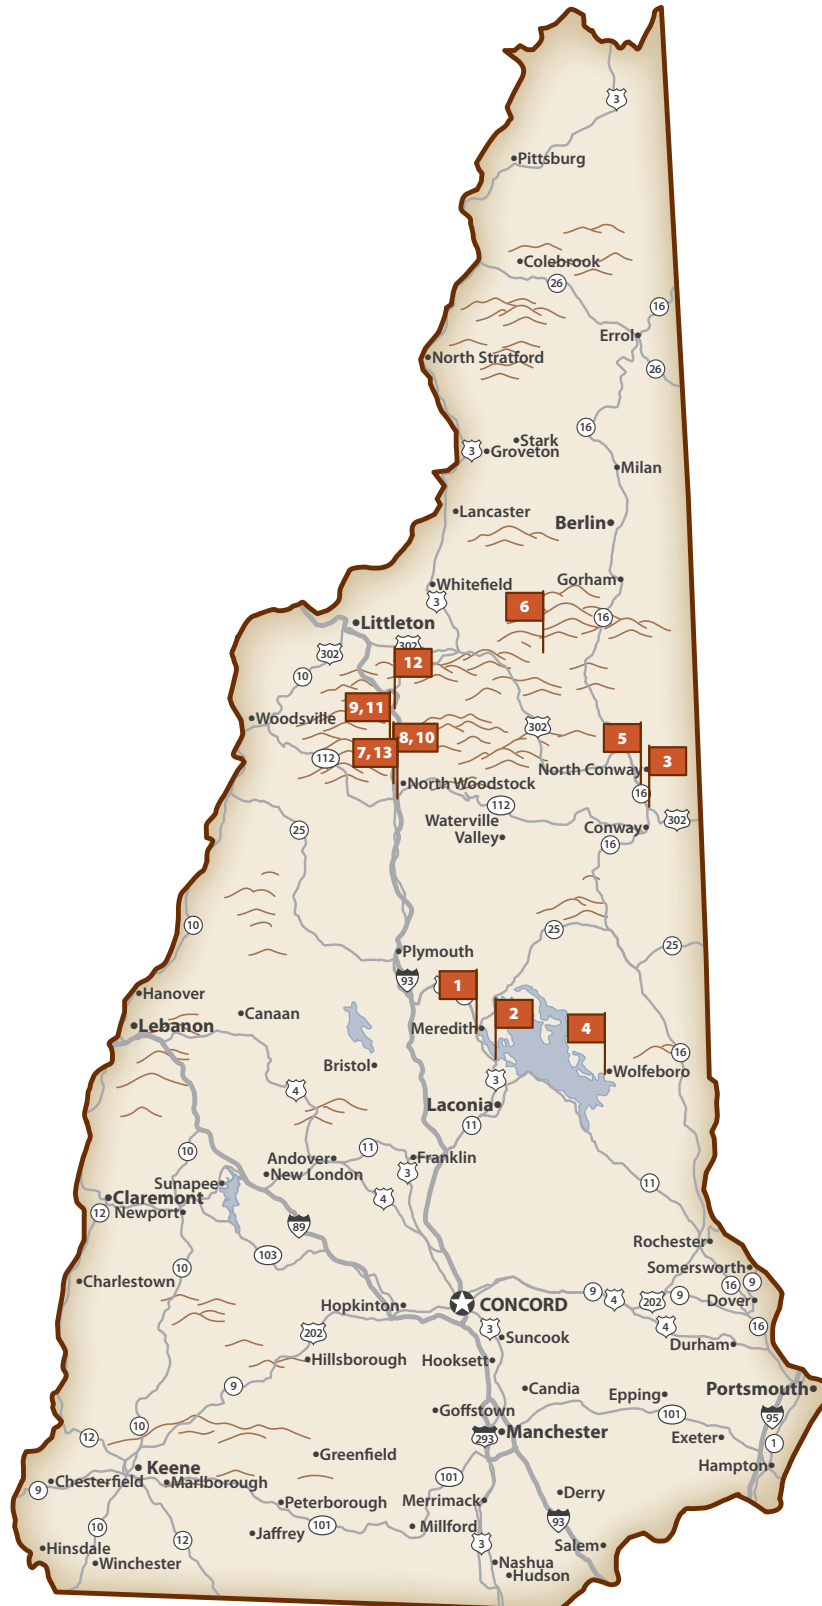 3
Pittsburg
Colebrook
26
16
Errol
North Stratford
26
16
Stark
3
Groveton
Milan
Lancaster
Berlin
Whitefield
Gorham
3
6
16
Littleton
302
302
12
10
9, 11
Woodsville
302
8, 10
5
7, 13
112
3
North Conway
North Woodstock
16
112
Waterville
Valley
302
25
Conway
16
10
25
25
Plymouth
93
1
Hanover
2
Canaan
4
Lebanon
Meredith
16
Bristol
Wolfeboro
3
4
Laconia
11
10
11
Andover
Franklin
3
New London
11
Sunapee
Claremont
4
12
Newport
89
Rochester
103
Somersworth
10
16
9
Charlestown
9
4
202
9
Dover
Hopkinton
CONCORD
202
3
Suncook
4
16
Durham
Hillsborough
Hooksett
9
Candia
Epping
Portsmouth
Goffstown
101
95
10
12
293
Manchester
Exeter
1
Greenfield
Keene
Hampton
9
Chesterfield
Marlborough
101
Peterborough
Merrimack
Derry
10
101
Millford
93
Jaffrey
12
3
Salem
Hinsdale
Winchester
Nashua
Hudson